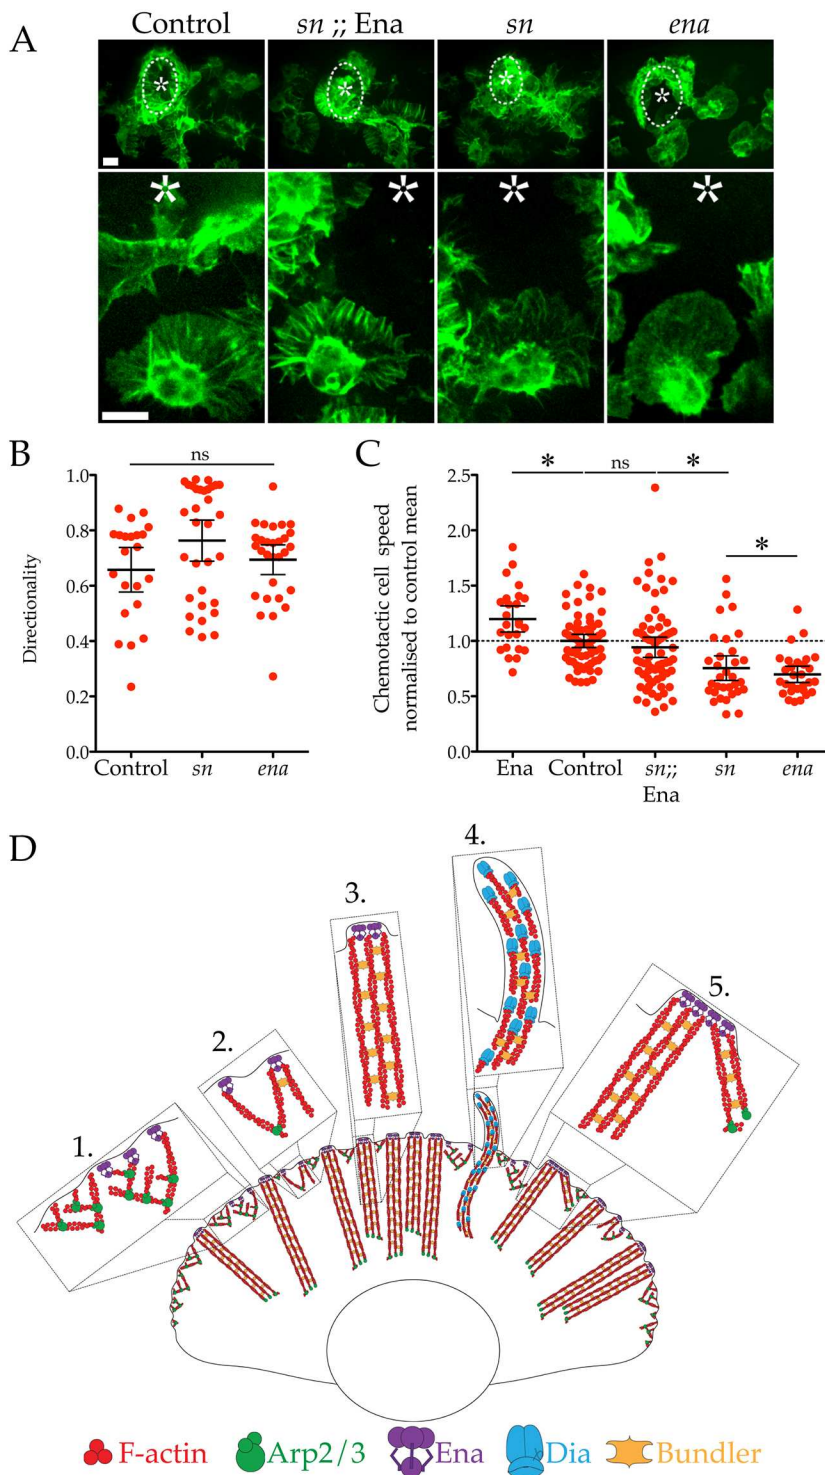 A
Control
sn ;; Ena
sn
ena
*
*
*
*
*
*
*
*
B
ns
1.0
0.8
0.6
0.4
0.2
0.0
Directionality
Control
sn
ena
C
*
ns
*
*
2.5
2.0
1.5
1.0
0.5
0.0
Chemotactic cell speed
normalised to control mean
Ena
Control
sn;;
Ena
sn
ena
D
1.
2.
3.
4.
5.
F-actin
Arp2/3
Ena
Dia
Bundler